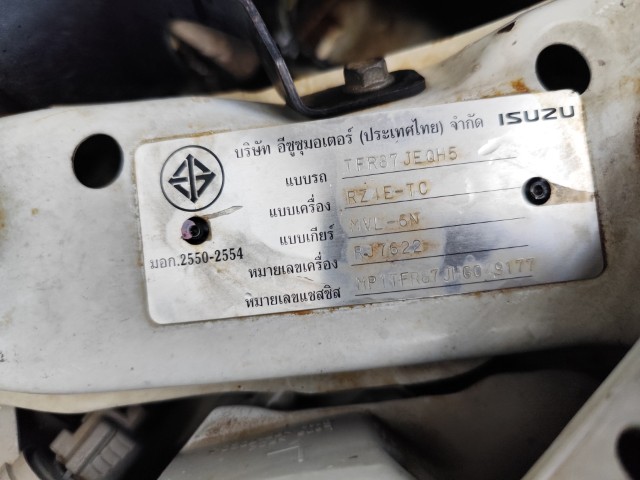 บริษัท อีซูซุมอเตอร์ (ประเทศไทย) จำกัด ISUZU
แบบรถ TFR87JEQH5
แบบเครื่อง RZ4E-TC
แบบเกียร์ MVL-6N
มอก.2550-2554
หมายเลขเครื่อง RJ7622
หมายเลขแชสซิส